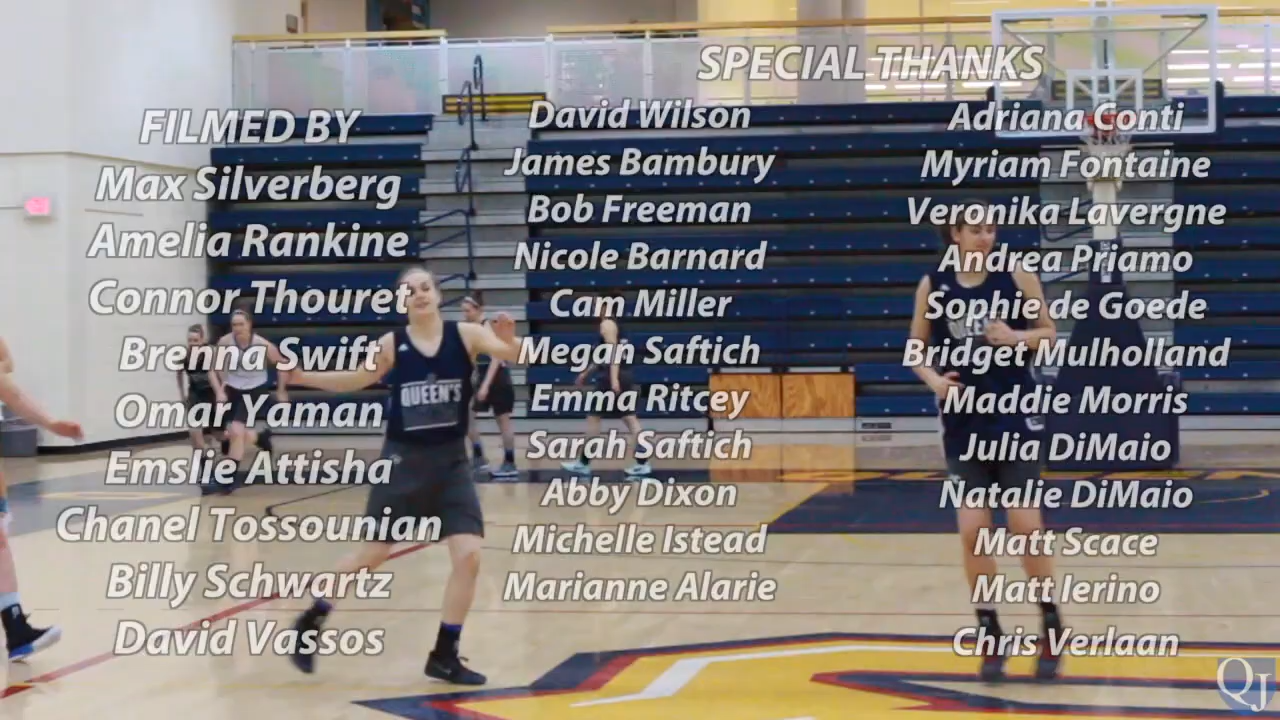 SPECIAL THANKS
FILMED BY
Max Silverberg
Amelia Rankine
Connor Thouret
Brenna Swift
Omar Yaman
Emslie Attisha
Chanel Tossounian
Billy Schwartz
David Vassos
David Wilson
James Bambury
Bob Freeman
Nicole Barnard
Cam Miller
Megan Saftich
Emma Ritcey
Sarah Saftich
Abby Dixon
Michelle Istead
Marianne Alarie
Adriana Conti
Myriam Fontaine
Veronika Lavergne
Andrea Priamo
Sophie de Goede
Bridget Mulholland
Maddie Morris
Julia DiMaio
Natalie DiMaio
Matt Scace
Matt Ierino
Chris Verlaan
QUEEN'S
QJ